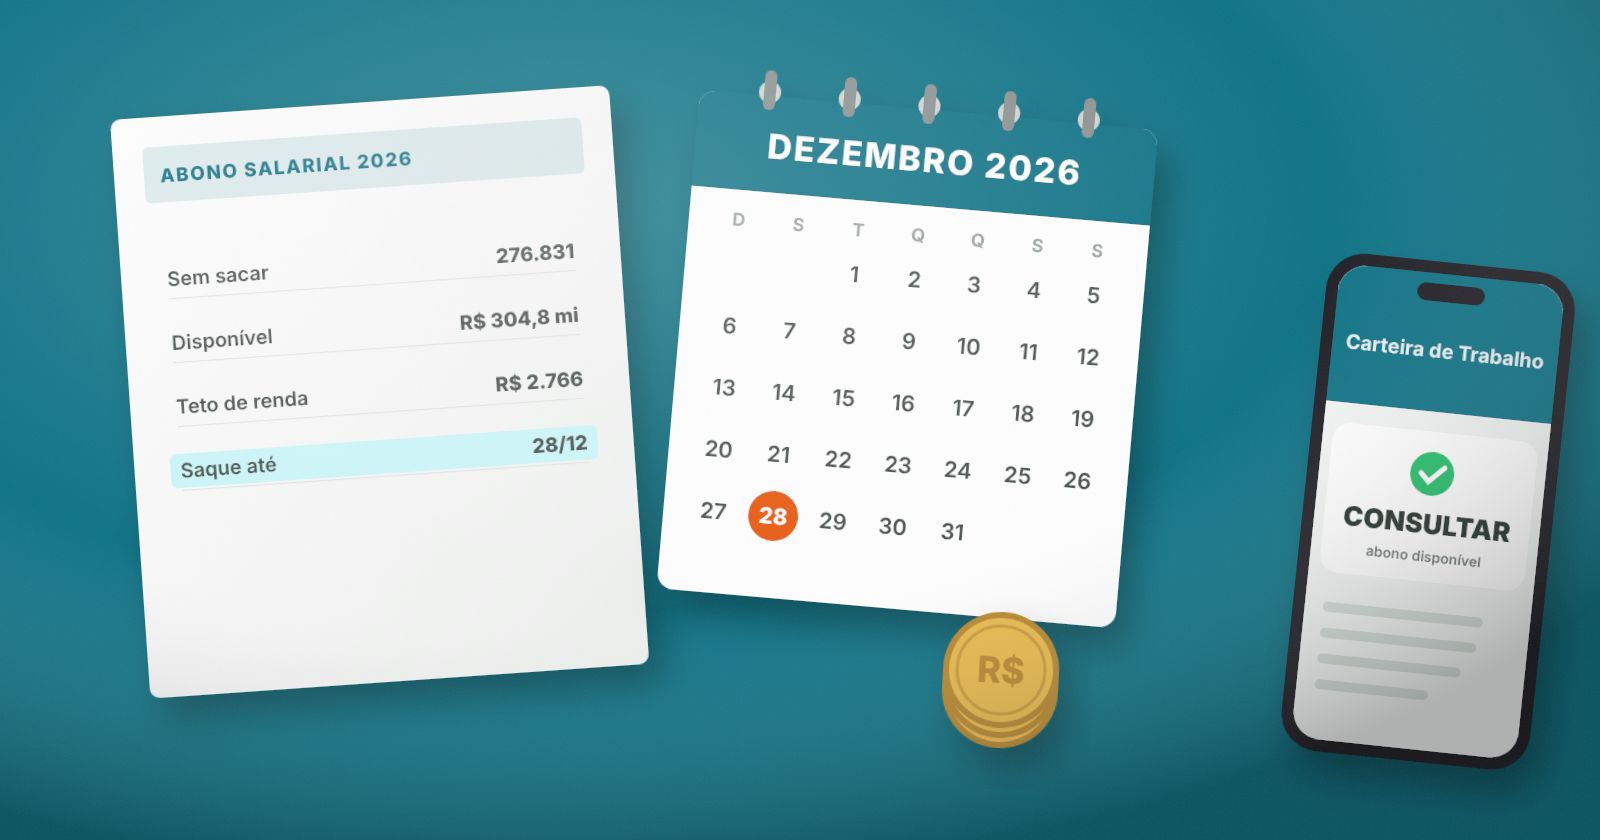 ABONO SALARIAL 2026
Sem sacar 276.831
Disponível R$ 304,8 mi
Teto de renda R$ 2.766
Saque até 28/12
DEZEMBRO 2026
D S T Q Q S S
1 2 3 4 5
6 7 8 9 10 11 12
13 14 15 16 17 18 19
20 21 22 23 24 25 26
27 28 29 30 31
R$
Carteira de Trabalho
CONSULTAR
abono disponível